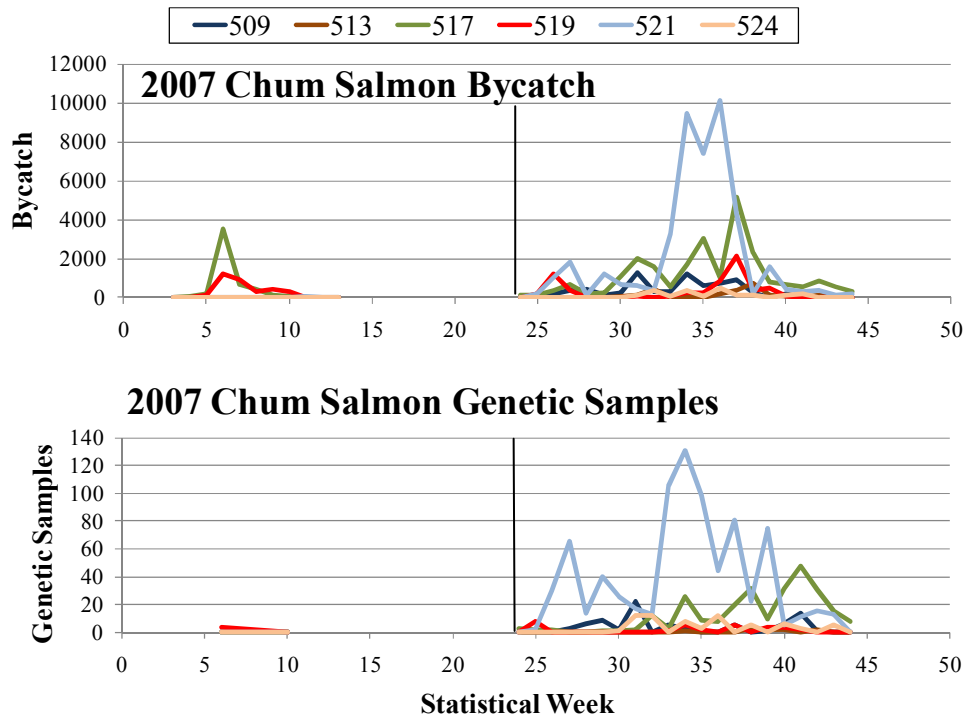 509 513 517 519 521 524
2007 Chum Salmon Bycatch
12000
10000
8000
6000
4000
2000
0
Bycatch
0 5 10 15 20 25 30 35 40 45 50
2007 Chum Salmon Genetic Samples
140
120
100
80
60
40
20
0
Genetic Samples
0 5 10 15 20 25 30 35 40 45 50
Statistical Week